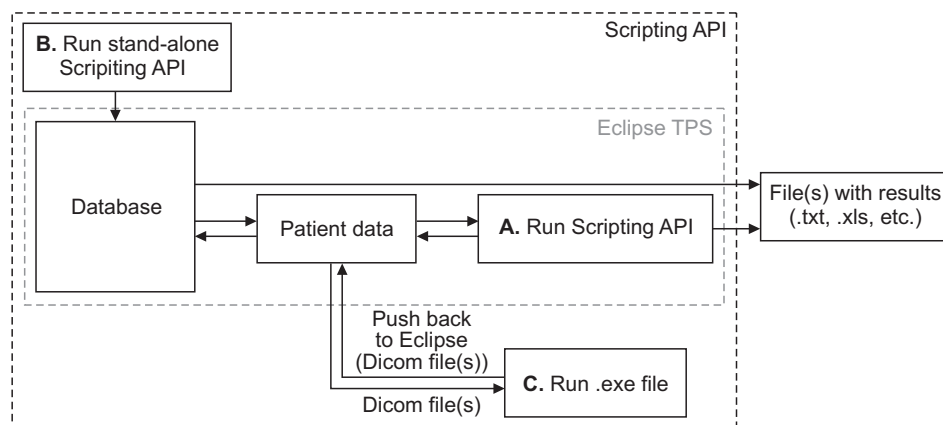 Scripting API
B. Run stand-alone
Scripiting API
Eclipse TPS
Database
Patient data
A. Run Scripting API
File(s) with results
(.txt, .xls, etc.)
Push back
to Eclipse
(Dicom file(s))
Dicom file(s)
C. Run .exe file